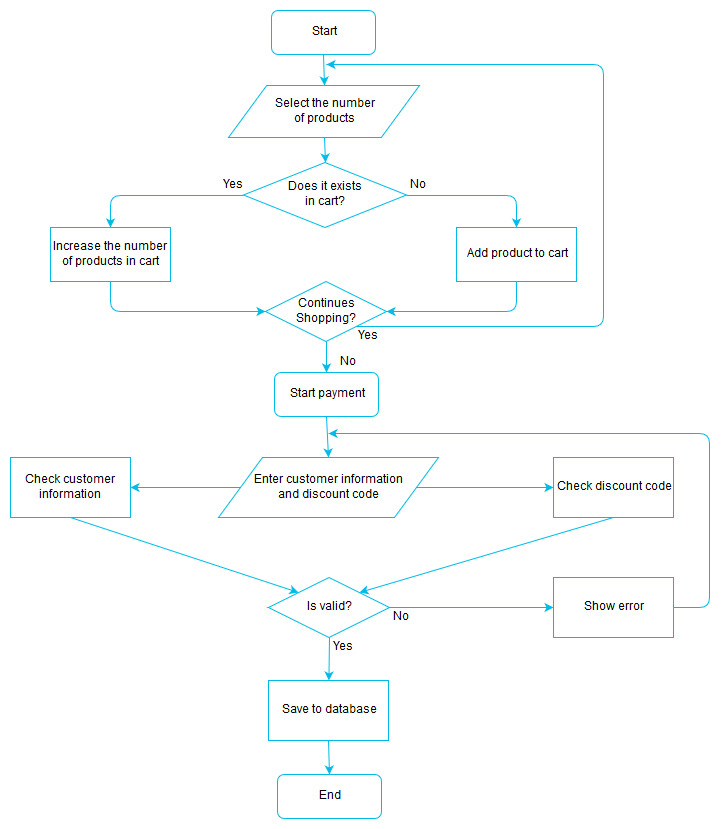 Start
Select the number
of products
Does it exists
in cart?
Yes
No
Increase the number
of products in cart
Add product to cart
Continues
Shopping?
Yes
No
Start payment
Check customer
information
Enter customer information
and discount code
Check discount code
Is valid?
No
Show error
Yes
Save to database
End